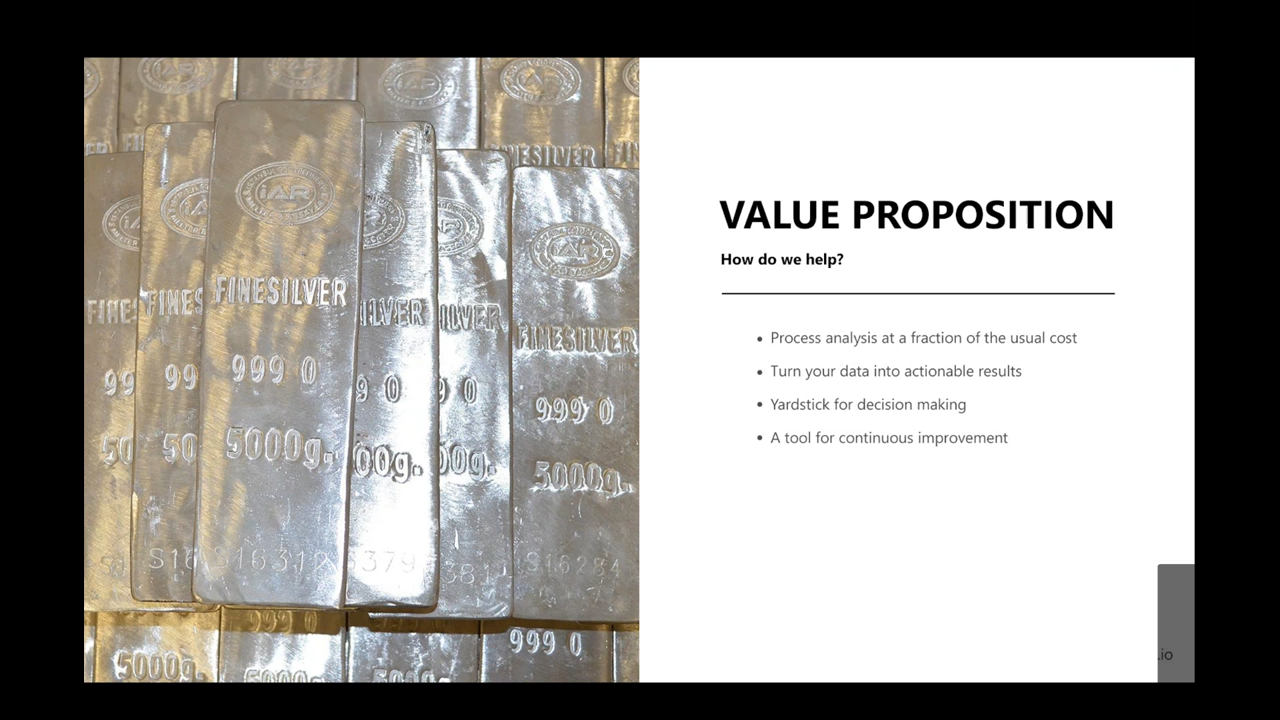 IAR
FINESILVER
999 0
5000g.
FINESILVER
999 0
5000g.
999 0
VALUE PROPOSITION
How do we help?
• Process analysis at a fraction of the usual cost
• Turn your data into actionable results
• Yardstick for decision making
• A tool for continuous improvement
.io